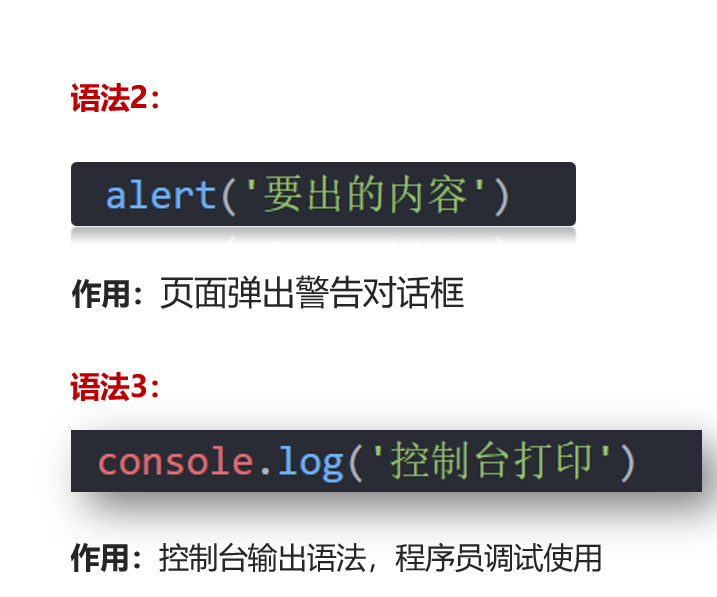 语法2：
alert('要出的内容')
作用：页面弹出警告对话框
语法3：
console.log('控制台打印')
作用：控制台输出语法，程序员调试使用